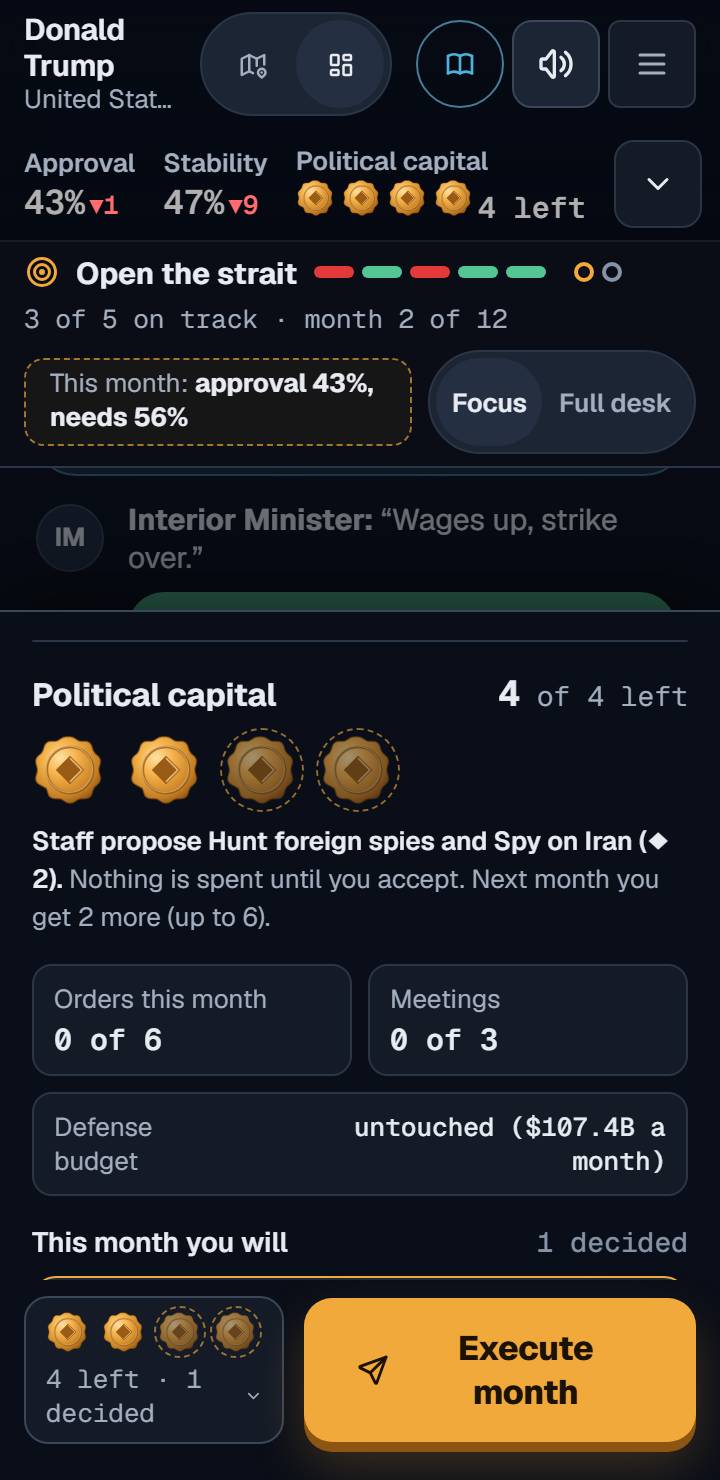 Donald
Trump
United Stat...
Approval
43%▾1
Stability
47%▾9
Political capital
4 left
Open the strait
3 of 5 on track · month 2 of 12
This month: approval 43%,
needs 56%
Focus
Full desk
IM
Interior Minister: “Wages up, strike
over.”
Political capital
4 of 4 left
Staff propose Hunt foreign spies and Spy on Iran (◆
2). Nothing is spent until you accept. Next month you
get 2 more (up to 6).
Orders this month
0 of 6
Meetings
0 of 3
Defense
budget
untouched ($107.4B a
month)
This month you will
1 decided
4 left · 1
decided
Execute
month